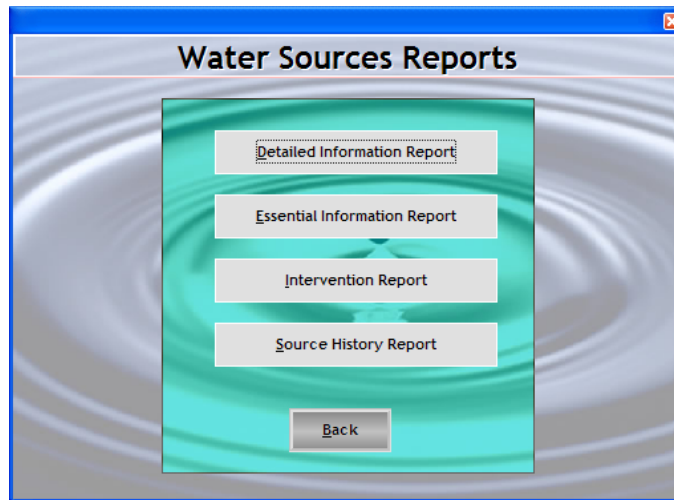 Water Sources Reports
Detailed Information Report
Essential Information Report
Intervention Report
Source History Report
Back